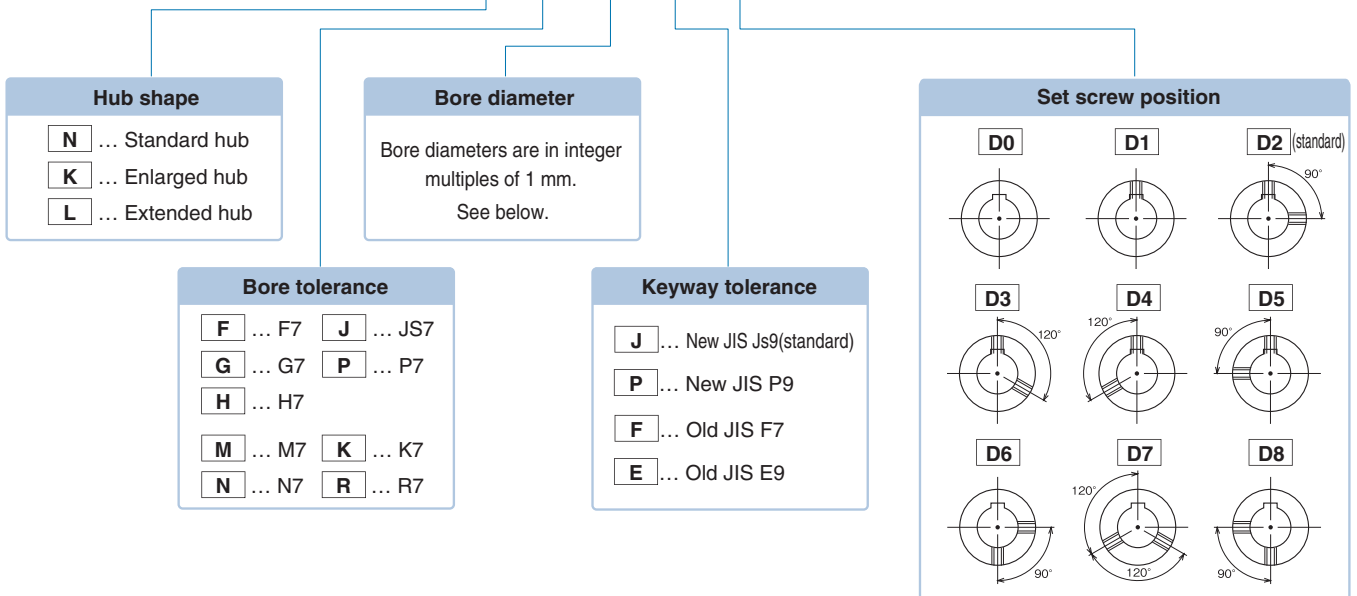 Hub shape
N … Standard hub
K … Enlarged hub
L … Extended hub
Bore diameter
Bore diameters are in integer
multiples of 1 mm.
See below.
Bore tolerance
F … F7 J … JS7
G … G7 P … P7
H … H7
M … M7 K … K7
N … N7 R … R7
Keyway tolerance
J … New JIS Js9(standard)
P … New JIS P9
F … Old JIS F7
E … Old JIS E9
Set screw position
D0 D1 D2 (standard)
90°
D3 D4 D5
120° 120° 90°
D6 D7 D8
120°
90° 120° 90°